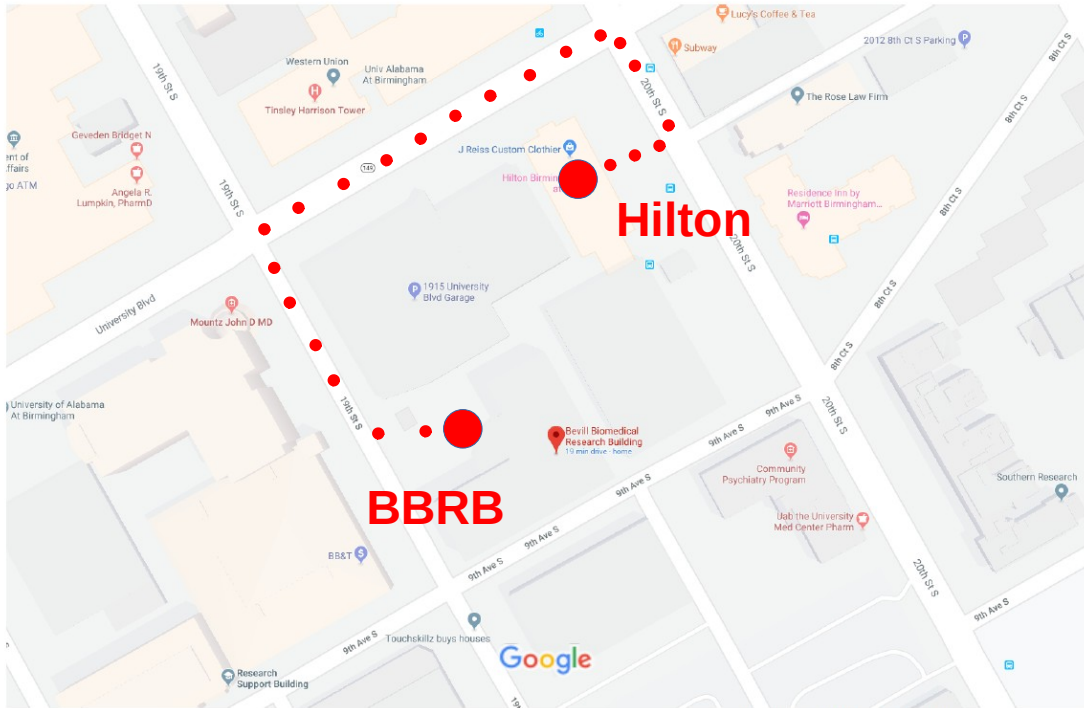 Lucy's Coffee & Tea
Subway
2012 8th Ct S Parking
8th Ct S
Western Union
Univ Alabama
At Birmingham
19th St S
Tinsley Harrison Tower
20th St S
The Rose Law Firm
8th Ct S
Geveden Bridget N
ent of
ffairs
go ATM
149
J Reiss Custom Clothier
Hilton Birmin
Angela R.
Lumpkin, PharmD
19th St S
Residence Inn by
Marriott Birmingham...
8th Ct S
Hilton
20th St S
1915 University
Blvd Garage
University Blvd
Mountz John D MD
8th Ct S
8th Ct S
University of Alabama
At Birmingham
19th St S
9th Ave S
20th St S
Bevill Biomedical
Research Building
19 min drive - home
9th Ave S
BBRB
Community
Psychiatry Program
Southern Research
9th Ave S
Uab the University
Med Center Pharm
9th Ave S
BB&T
9th Ave S
20th St S
9th Ave S
Touchskillz buys houses
9th Ave S
Google
Research
Support Building
19t